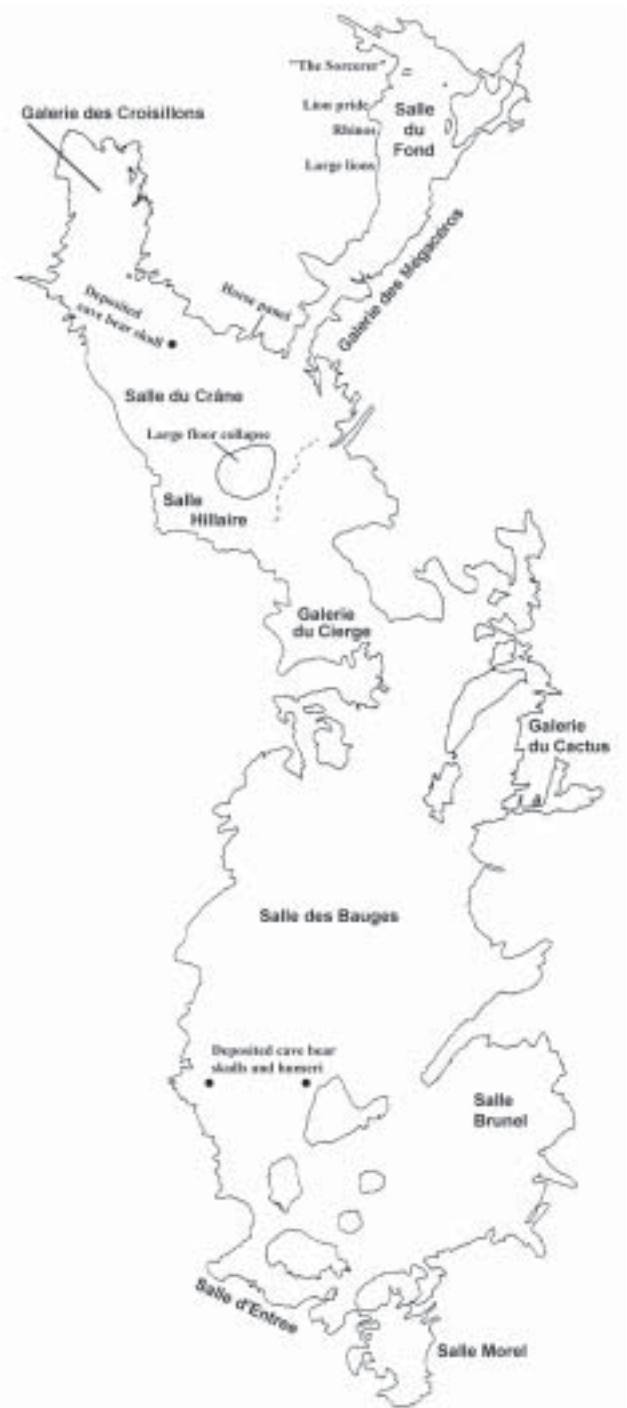 "The Sorcerer"
Galerie des Croisillons
Lion pride
Salle
du
Fond
Rhinos
Large lions
Galerie des Mégacéros
Horse panel
Deposited
cave bear skull
Salle du Crâne
Large floor collapse
Salle
Hillaire
Galerie
du Cierge
Galerie
du Cactus
Salle des Bauges
Deposited cave bear
skulls and humeri
Salle
Brunel
Salle d'Entree
Salle Morel